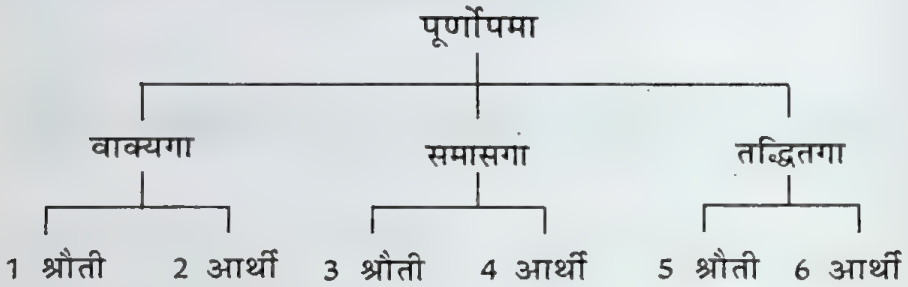 पूर्णोपमा
वाक्यगा समासगा तद्धितगा
1 श्रौती 2 आर्थी 3 श्रौती 4 आर्थी 5 श्रौती 6 आर्थी